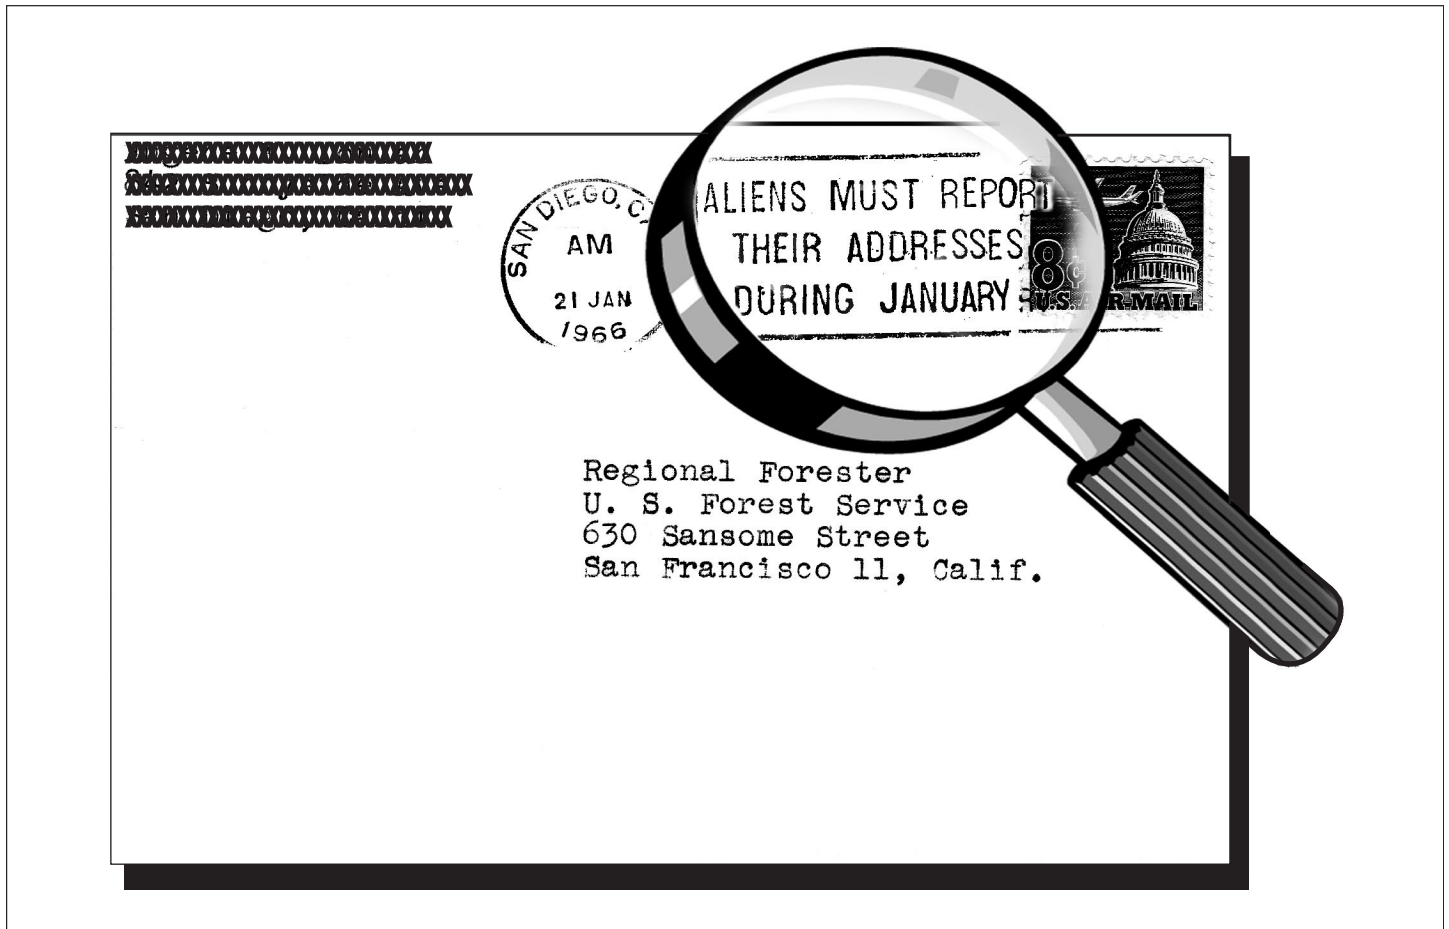 SAN DIEGO, C
AM
21 JAN
1966
ALIENS MUST REPORT
THEIR ADDRESSES
DURING JANUARY
8¢
U.S. A R-MAIL
Regional Forester
U. S. Forest Service
630 Sansome Street
San Francisco 11, Calif.